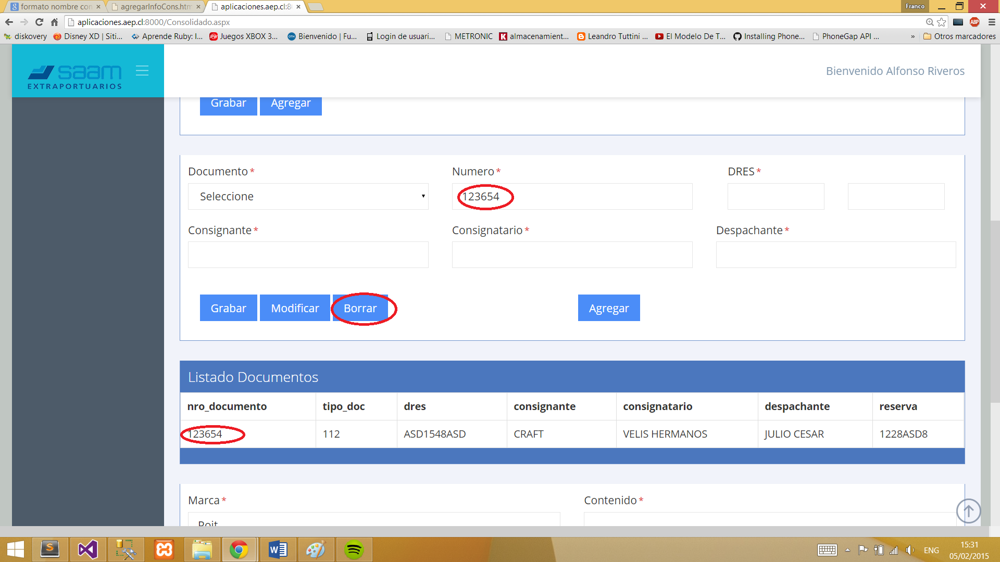 formato nombre con
agregarInfoCons.htm
aplicaciones.aep.cl:8
Franco
aplicaciones.aep.cl:8000/Consolidado.aspx
ABP
diskovery
Disney XD | Siti...
Aprende Ruby: I...
Juegos XBOX 3...
Bienvenido | Fu...
Login de usuari...
METRONIC
almacenamient...
Leandro Tuttini ...
El Modelo De T...
Installing Phone...
PhoneGap API ...
»
Otros marcadores
saam
EXTRAPORTUARIOS
Bienvenido Alfonso Riveros
Grabar Agregar
Documento * Numero * DRES *
Seleccione 123654
Consignante * Consignatario * Despachante *
Grabar Modificar Borrar Agregar
Listado Documentos
nro_documento tipo_doc dres consignante consignatario despachante reserva
123654 112 ASD1548ASD CRAFT VELIS HERMANOS JULIO CESAR 1228ASD8
Marca * Contenido *
Roit
ENG
15:31
05/02/2015